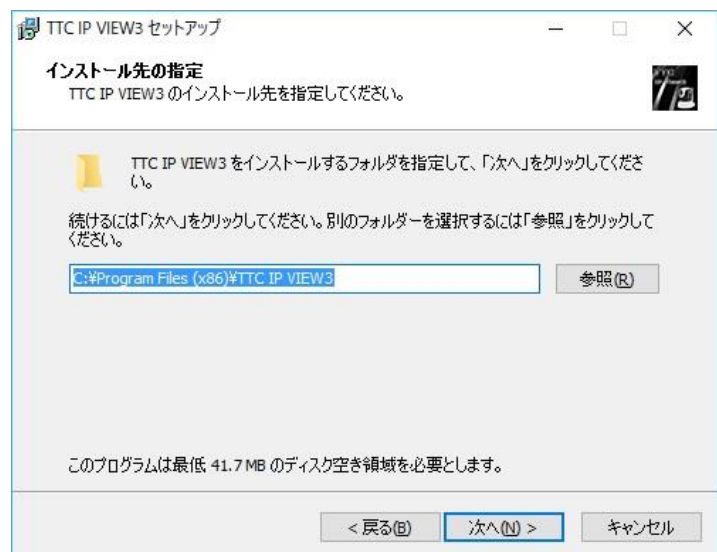 TTC IP VIEW3 セットアップ
インストール先の指定
TTC IP VIEW3 のインストール先を指定してください。
TTC IP VIEW3 をインストールするフォルダを指定して、「次へ」をクリックしてくださ
い。
続けるには「次へ」をクリックしてください。別のフォルダーを選択するには「参照」をクリックして
ください。
C:¥Program Files (x86)¥TTC IP VIEW3
参照(R)
このプログラムは最低 41.7 MB のディスク空き領域を必要とします。
< 戻る(B)
次へ(N) >
キャンセル